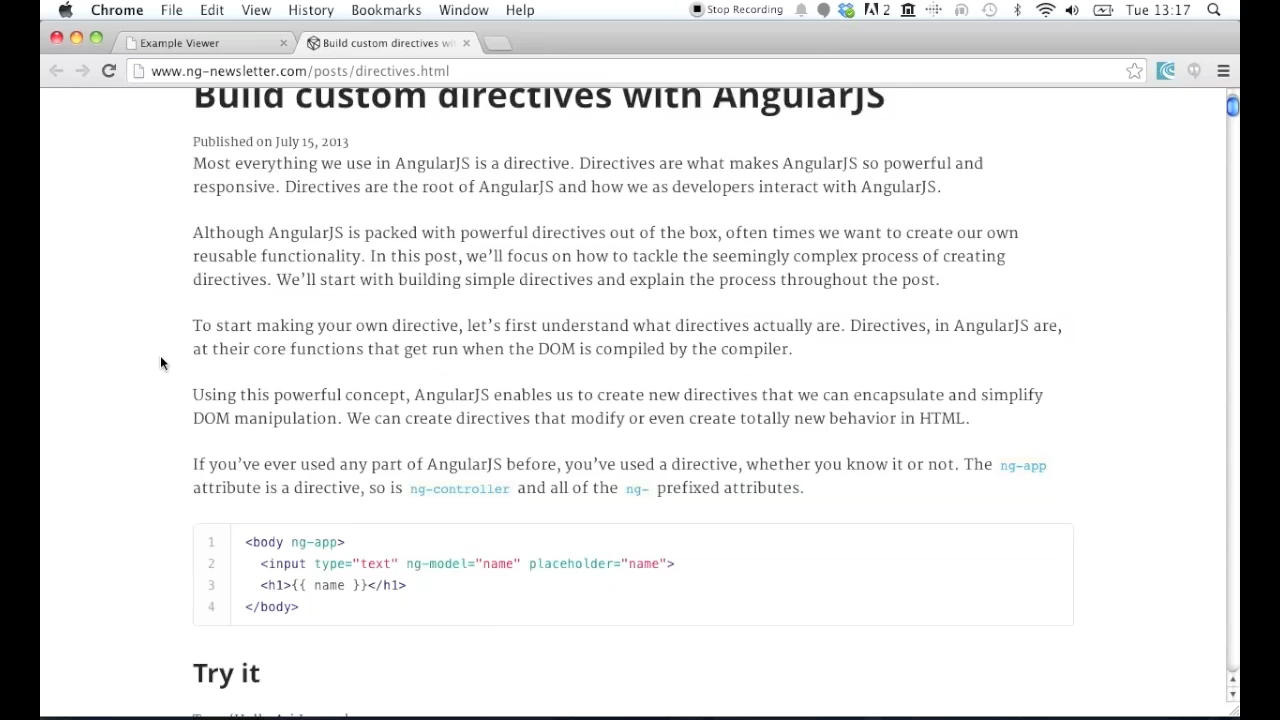 Chrome File Edit View History Bookmarks Window Help Stop Recording 2 Tue 13:17
Example Viewer Build custom directives wi
www.ng-newsletter.com/posts/directives.html
Build custom directives with AngularJS
Published on July 15, 2013
Most everything we use in AngularJS is a directive. Directives are what makes AngularJS so powerful and
responsive. Directives are the root of AngularJS and how we as developers interact with AngularJS.
Although AngularJS is packed with powerful directives out of the box, often times we want to create our own
reusable functionality. In this post, we’ll focus on how to tackle the seemingly complex process of creating
directives. We’ll start with building simple directives and explain the process throughout the post.
To start making your own directive, let’s first understand what directives actually are. Directives, in AngularJS are,
at their core functions that get run when the DOM is compiled by the compiler.
Using this powerful concept, AngularJS enables us to create new directives that we can encapsulate and simplify
DOM manipulation. We can create directives that modify or even create totally new behavior in HTML.
If you’ve ever used any part of AngularJS before, you’ve used a directive, whether you know it or not. The ng-app
attribute is a directive, so is ng-controller and all of the ng- prefixed attributes.
1 <body ng-app>
2 <input type="text" ng-model="name" placeholder="name">
3 <h1>{{ name }}</h1>
4 </body>
Try it